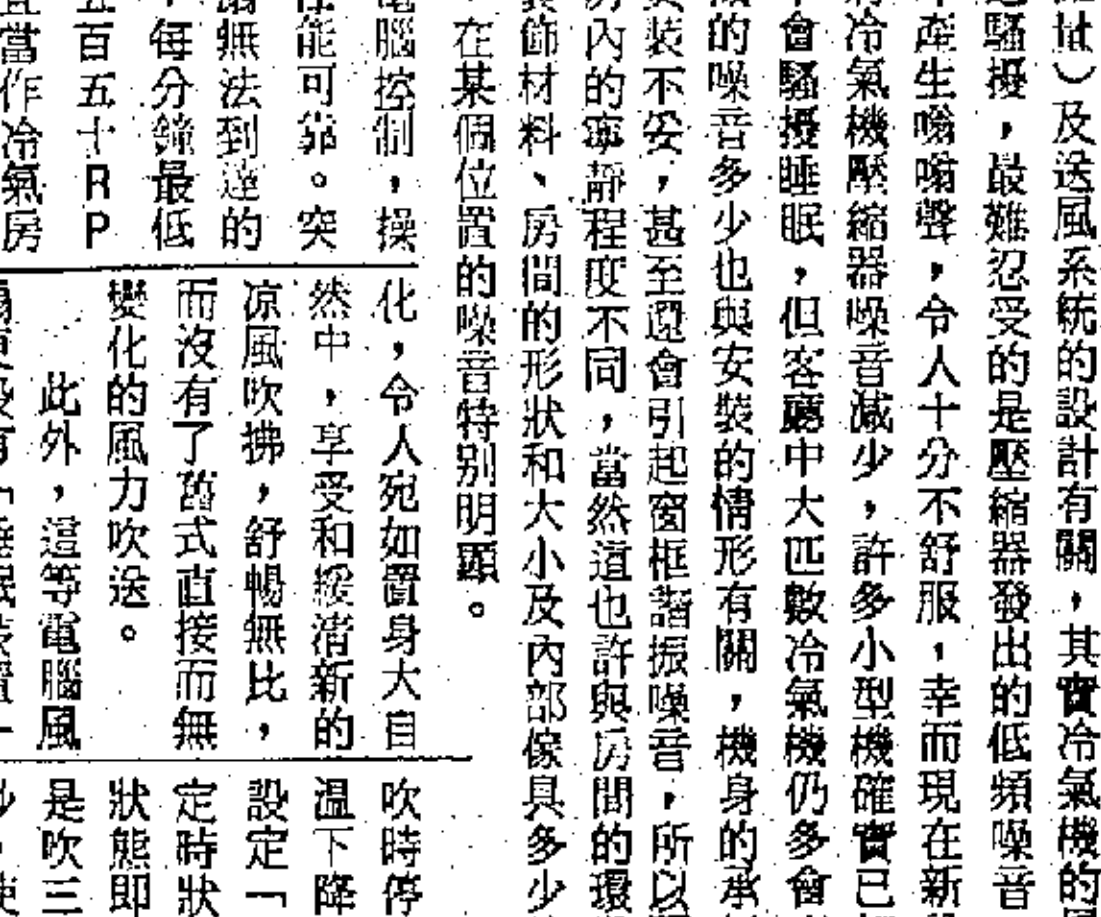 及送風系統的設計有關，其實冷氣機的
騷擾，最難忍受的是壓縮器發出的低頻噪音
產生嗡嗡聲，令人十分不舒服，幸而現在新
冷氣機壓縮器噪音減少，許多小型機確實已
會騷擾睡眠，但客廳中大匹數冷氣機仍多會
的噪音多少也與安裝的情形有關，機身的承
裝不妥，甚至還會引起窗框諧振噪音，所以
內的寧靜程度不同，當然這也許與房間的環
飾材料、房間的形狀和大小及內部傢具多少
在某個位置的噪音特別明顯。
腦控制，操
能可靠。突
無法到達的
每分鐘最低
百五十RP
當作冷氣房
化，令人宛如置身大自
然中，享受和緩清新的
凉風吹拂，舒暢無比，
而沒有了舊式直接而無
變化的風力吹送。
此外，這等電腦風
吹時停
溫下降
設定「
定時狀
狀態即
是吹三